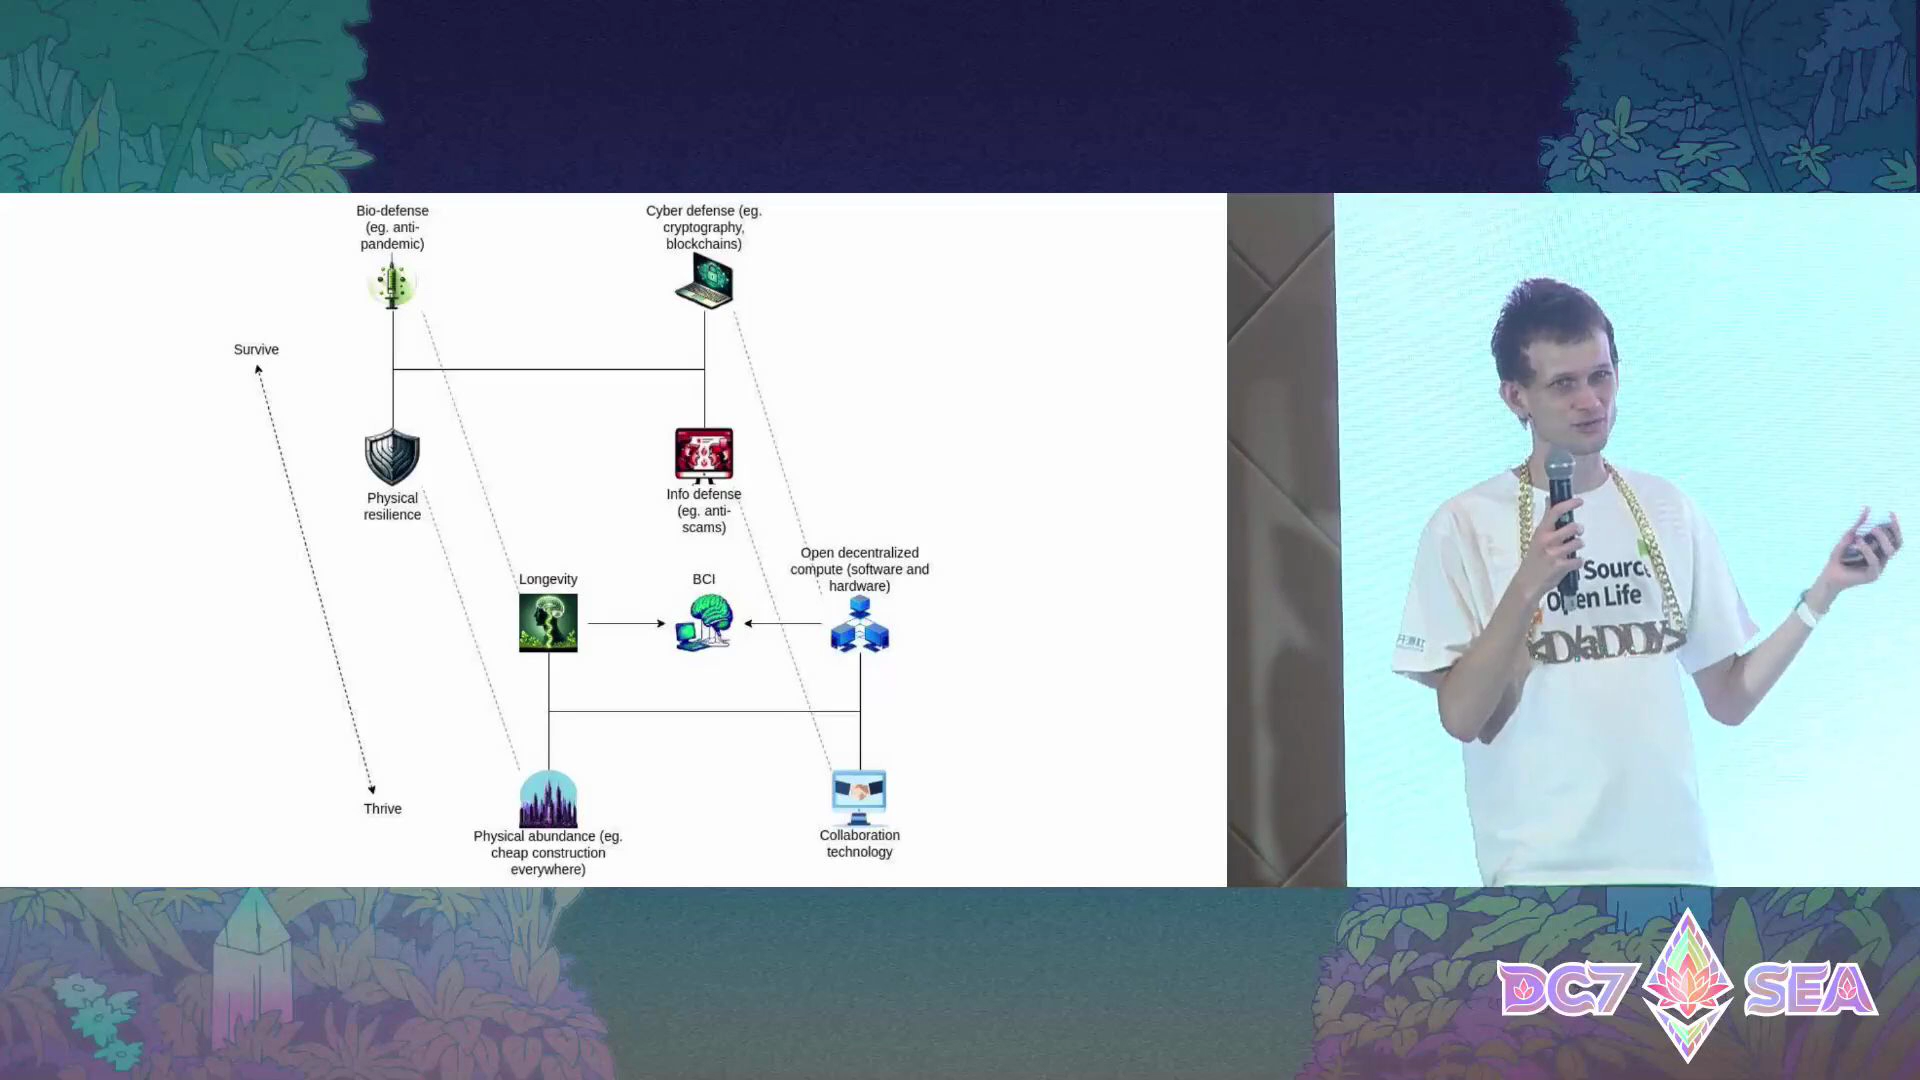 Bio-defense
(eg. anti-
pandemic)
Cyber defense (eg.
cryptography,
blockchains)
Survive
Physical
resilience
Info defense
(eg. anti-
scams)
Longevity
BCI
Open decentralized
compute (software and
hardware)
Thrive
Physical abundance (eg.
cheap construction
everywhere)
Collaboration
technology
Source
Open Life
DC7 SEA